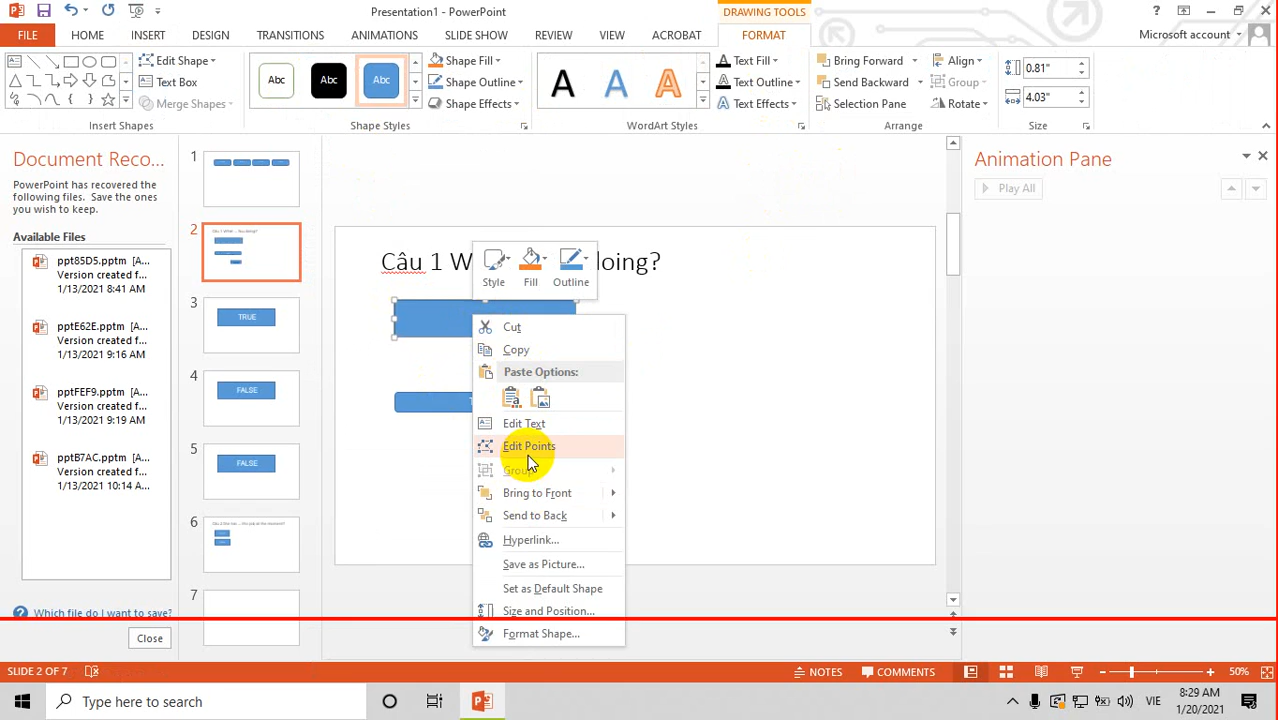 Presentation1 - PowerPoint
DRAWING TOOLS
FILE HOME INSERT DESIGN TRANSITIONS ANIMATIONS SLIDE SHOW REVIEW VIEW ACROBAT FORMAT
Microsoft account
Edit Shape
Text Box
Merge Shapes
Insert Shapes
Abc Abc Abc
Shape Fill
Shape Outline
Shape Effects
Shape Styles
A A A
Text Fill
Text Outline
Text Effects
WordArt Styles
Bring Forward
Send Backward
Selection Pane
Align
Group
Rotate
Arrange
0.81"
4.03"
Size
Document Reco...
PowerPoint has recovered the
following files. Save the ones
you wish to keep.
Available Files
ppt85D5.pptm [A...
Version created f...
1/13/2021 8:41 AM
pptE62E.pptm [A...
Version created f...
1/13/2021 9:16 AM
pptFEF9.pptm [A...
Version created f...
1/13/2021 9:19 AM
pptB7AC.pptm [A...
Version created f...
1/13/2021 10:14 A...
Which file do I want to save?
Close
1
2
3
TRUE
4
FALSE
5
FALSE
6
7
Câu 1 W
doing?
Style
Fill
Outline
Cut
Copy
Paste Options:
Edit Text
Edit Points
Group
Bring to Front
Send to Back
Hyperlink...
Save as Picture...
Set as Default Shape
Size and Position...
Format Shape...
Animation Pane
Play All
SLIDE 2 OF 7
NOTES
COMMENTS
50%
Type here to search
VIE
8:29 AM
1/20/2021